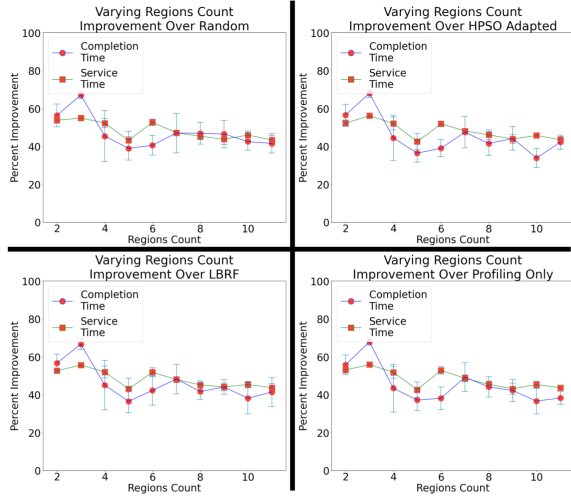 Varying Regions Count
Improvement Over Random
100
80
60
40
20
0
Percent Improvement
Completion
Time
Service
Time
2 4 6 8 10
Regions Count
Varying Regions Count
Improvement Over HPSO Adapted
100
80
60
40
20
0
Percent Improvement
Completion
Time
Service
Time
2 4 6 8 10
Regions Count
Varying Regions Count
Improvement Over LBRF
100
80
60
40
20
0
Percent Improvement
Completion
Time
Service
Time
2 4 6 8 10
Regions Count
Varying Regions Count
Improvement Over Profiling Only
100
80
60
40
20
0
Percent Improvement
Completion
Time
Service
Time
2 4 6 8 10
Regions Count